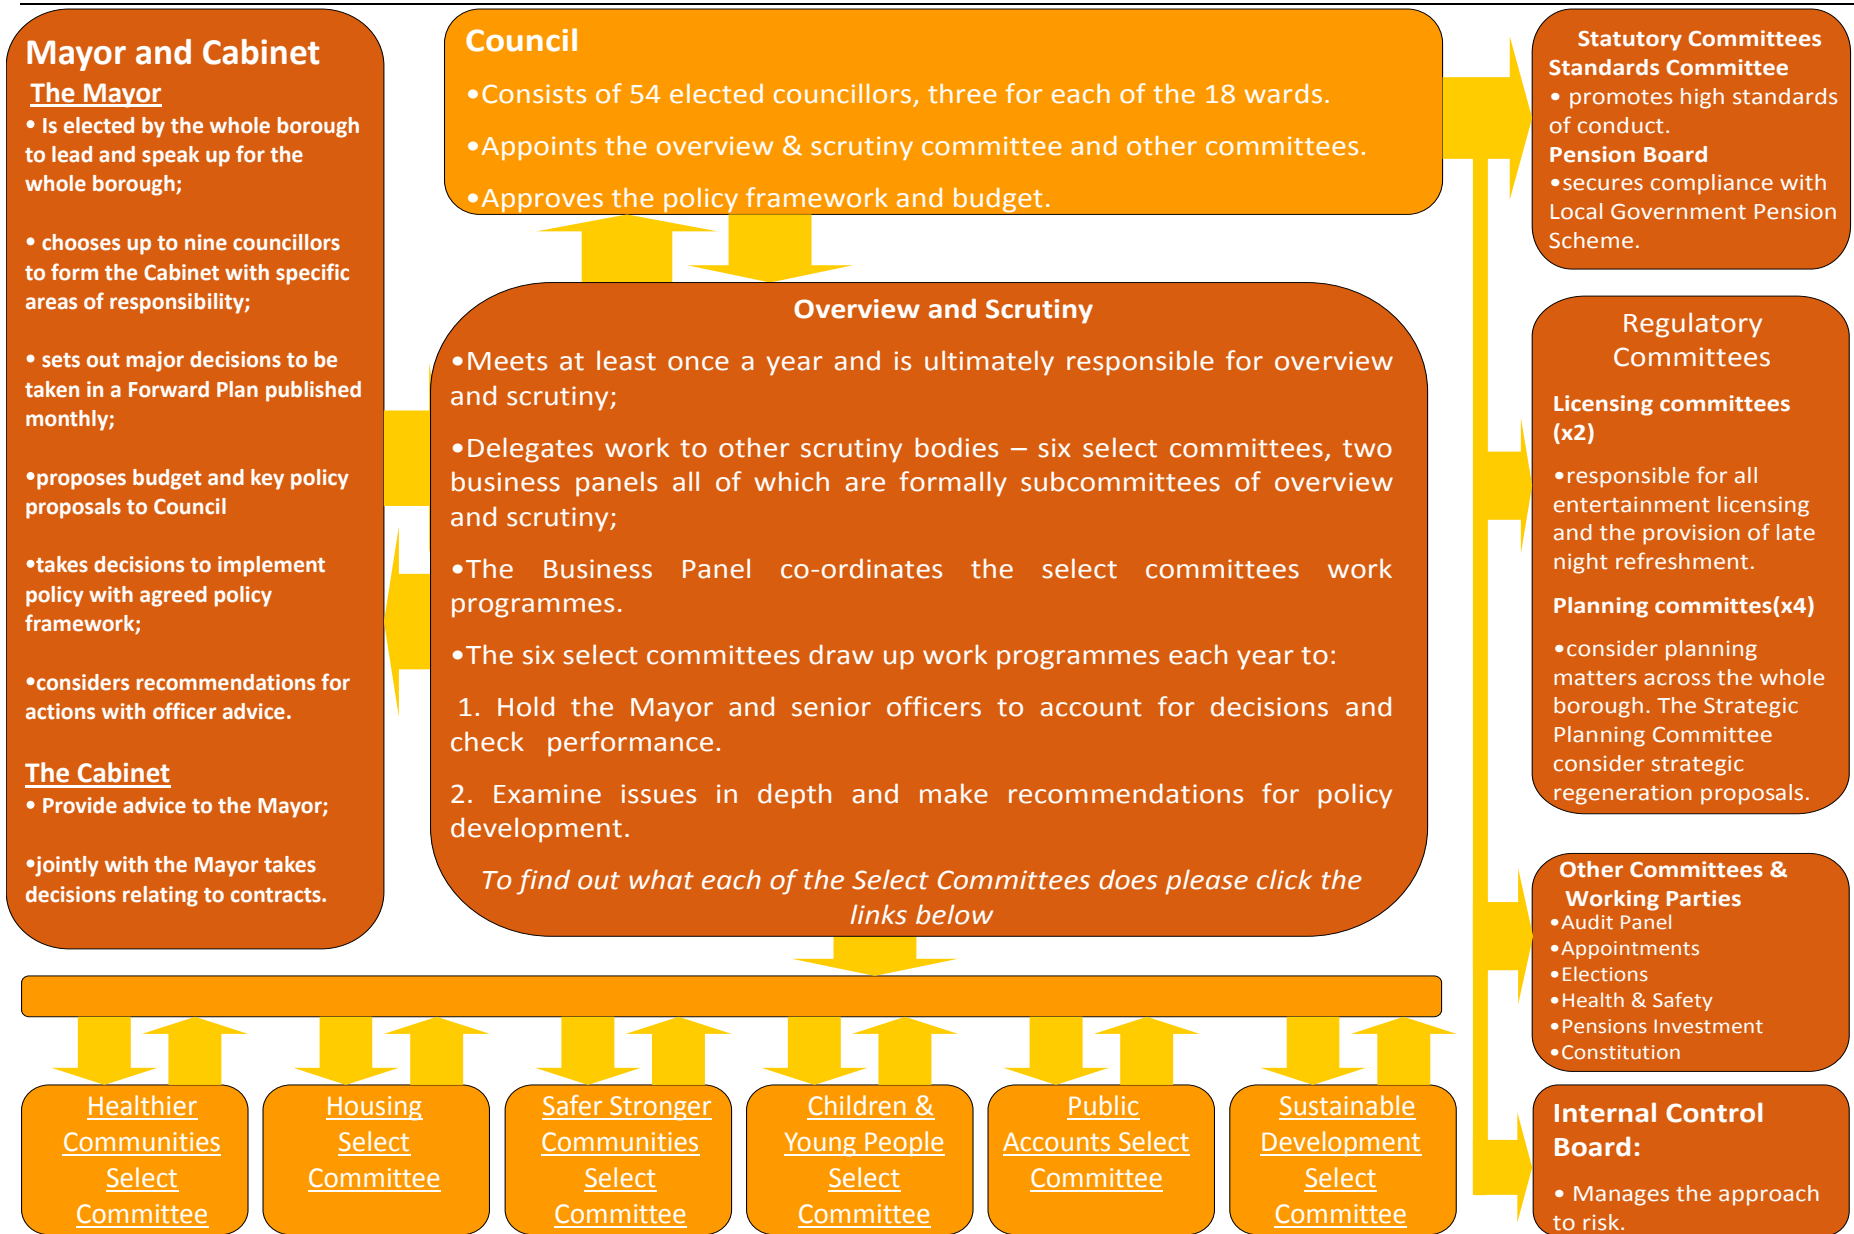 Mayor and Cabinet
The Mayor
• Is elected by the whole borough
to lead and speak up for the
whole borough;
• chooses up to nine councillors
to form the Cabinet with specific
areas of responsibility;
• sets out major decisions to be
taken in a Forward Plan published
monthly;
•proposes budget and key policy
proposals to Council
•takes decisions to implement
policy with agreed policy
framework;
•considers recommendations for
actions with officer advice.
The Cabinet
• Provide advice to the Mayor;
•jointly with the Mayor takes
decisions relating to contracts.
Council
•Consists of 54 elected councillors, three for each of the 18 wards.
•Appoints the overview & scrutiny committee and other committees.
•Approves the policy framework and budget.
Overview and Scrutiny
•Meets at least once a year and is ultimately responsible for overview
and scrutiny;
•Delegates work to other scrutiny bodies – six select committees, two
business panels all of which are formally subcommittees of overview
and scrutiny;
•The Business Panel co-ordinates the select committees work
programmes.
•The six select committees draw up work programmes each year to:
1. Hold the Mayor and senior officers to account for decisions and
check performance.
2. Examine issues in depth and make recommendations for policy
development.
To find out what each of the Select Committees does please click the
links below
Healthier
Communities
Select
Committee
Housing
Select
Committee
Safer Stronger
Communities
Select
Committee
Children &
Young People
Select
Committee
Public
Accounts Select
Committee
Sustainable
Development
Select
Committee
Statutory Committees
Standards Committee
• promotes high standards
of conduct.
Pension Board
•secures compliance with
Local Government Pension
Scheme.
Regulatory
Committees
Licensing committees
(x2)
•responsible for all
entertainment licensing
and the provision of late
night refreshment.
Planning committes(x4)
•consider planning
matters across the whole
borough. The Strategic
Planning Committee
consider strategic
regeneration proposals.
Other Committees &
Working Parties
•Audit Panel
•Appointments
•Elections
•Health & Safety
•Pensions Investment
•Constitution
Internal Control
Board:
• Manages the approach
to risk.